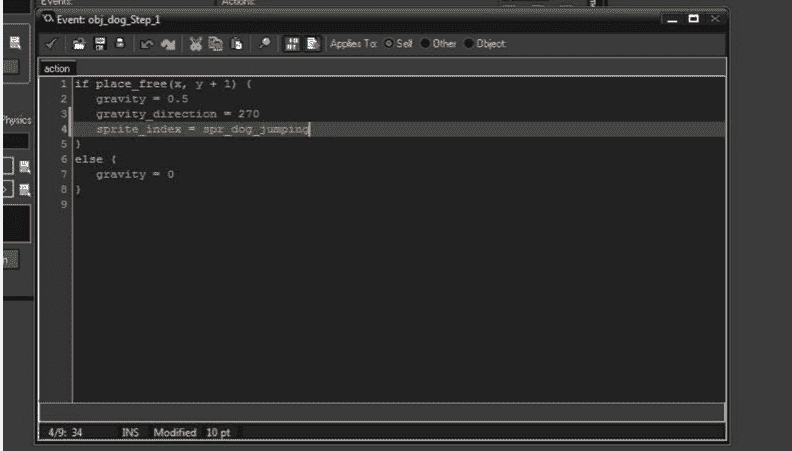 Events: Actions:
Event: obj_dog_Step_1
Applies To: Self Other Object
action
1 if place_free(x, y + 1) {
2 gravity = 0.5
3 gravity_direction = 270
4 sprite_index = spr_dog_jumping
5 }
6 else {
7 gravity = 0
8 }
9
Physics
4/9: 34 INS Modified 10 pt